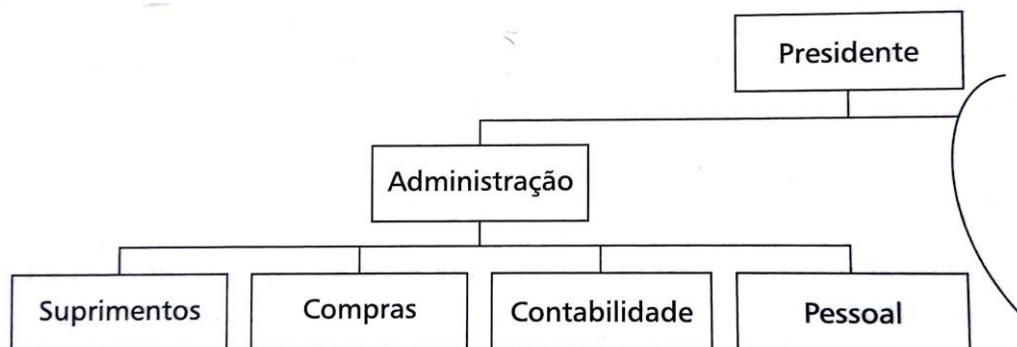 Presidente
Administração
Suprimentos
Compras
Contabilidade
Pessoal